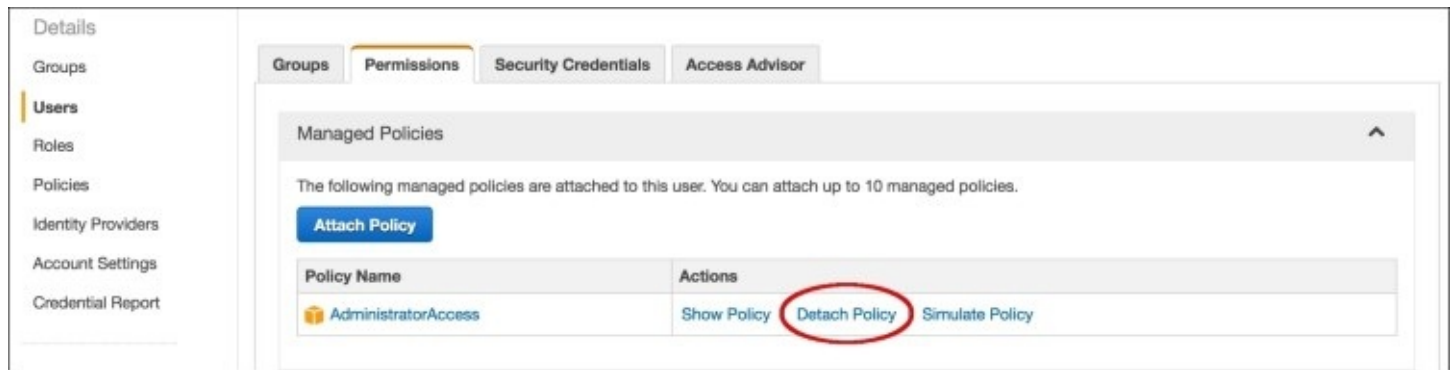 Details
Groups
Users
Roles
Policies
Identity Providers
Account Settings
Credential Report
Groups Permissions Security Credentials Access Advisor
Managed Policies
The following managed policies are attached to this user. You can attach up to 10 managed policies.
Attach Policy
Policy Name Actions
AdministratorAccess Show Policy Detach Policy Simulate Policy